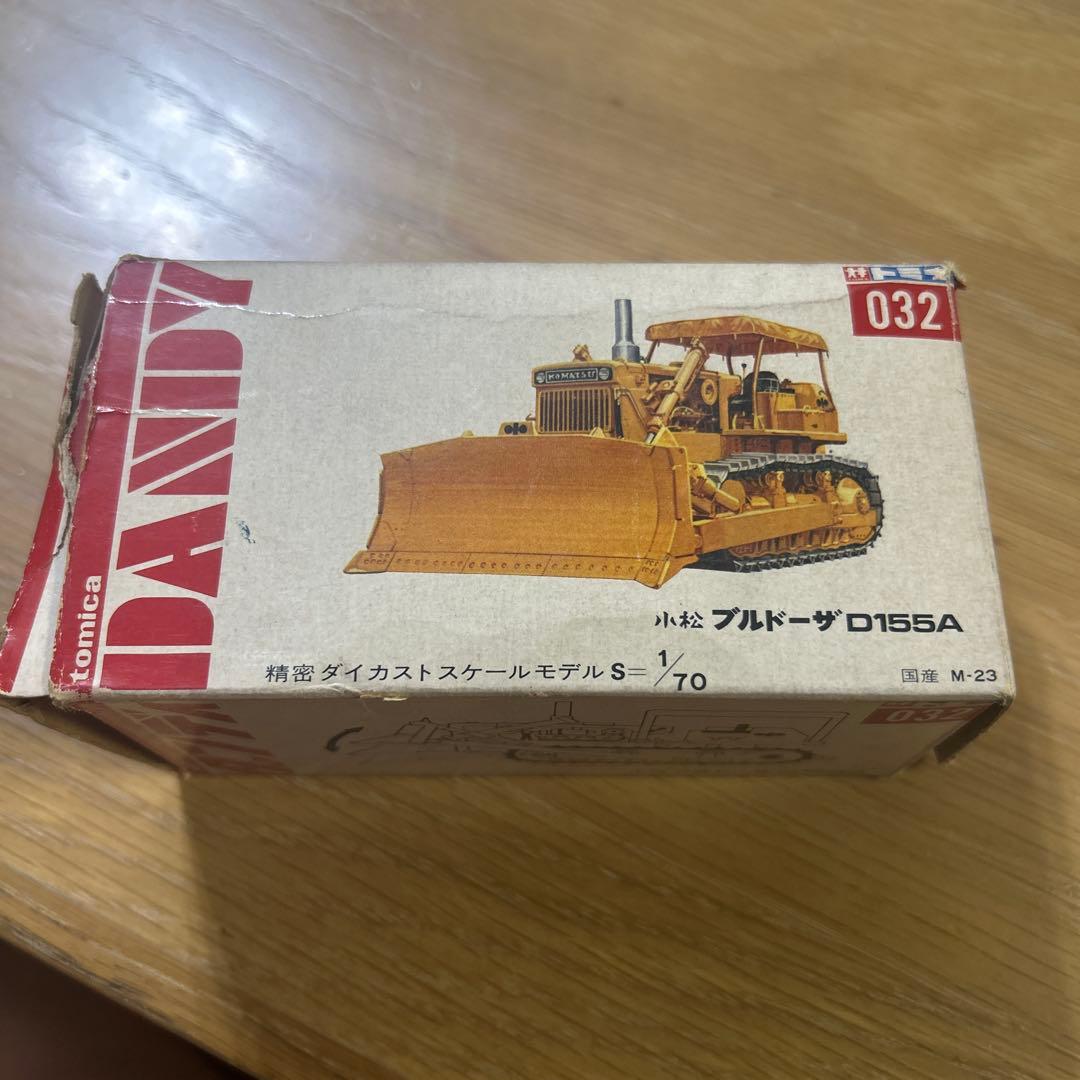 トミカ
032
KOMATSU
tomica
DANDY
小松 ブルドーザ D155A
精密 ダイカストスケールモデル S=1/70
国産 M-23
032